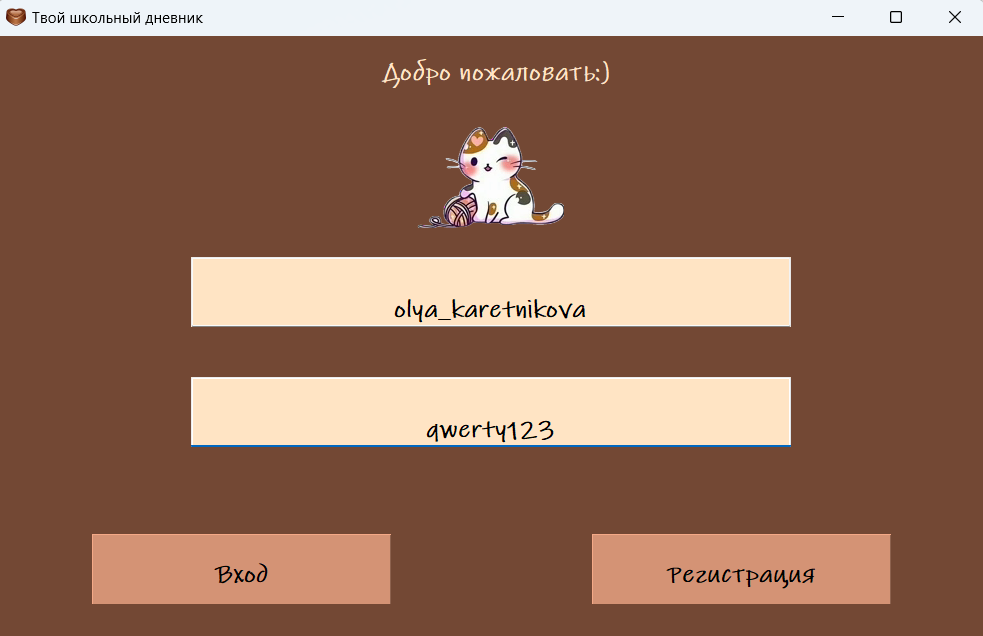 Твой школьный дневник
Добро пожаловать:)
olya_karetnikova
qwerty123
Вход
Регистрация